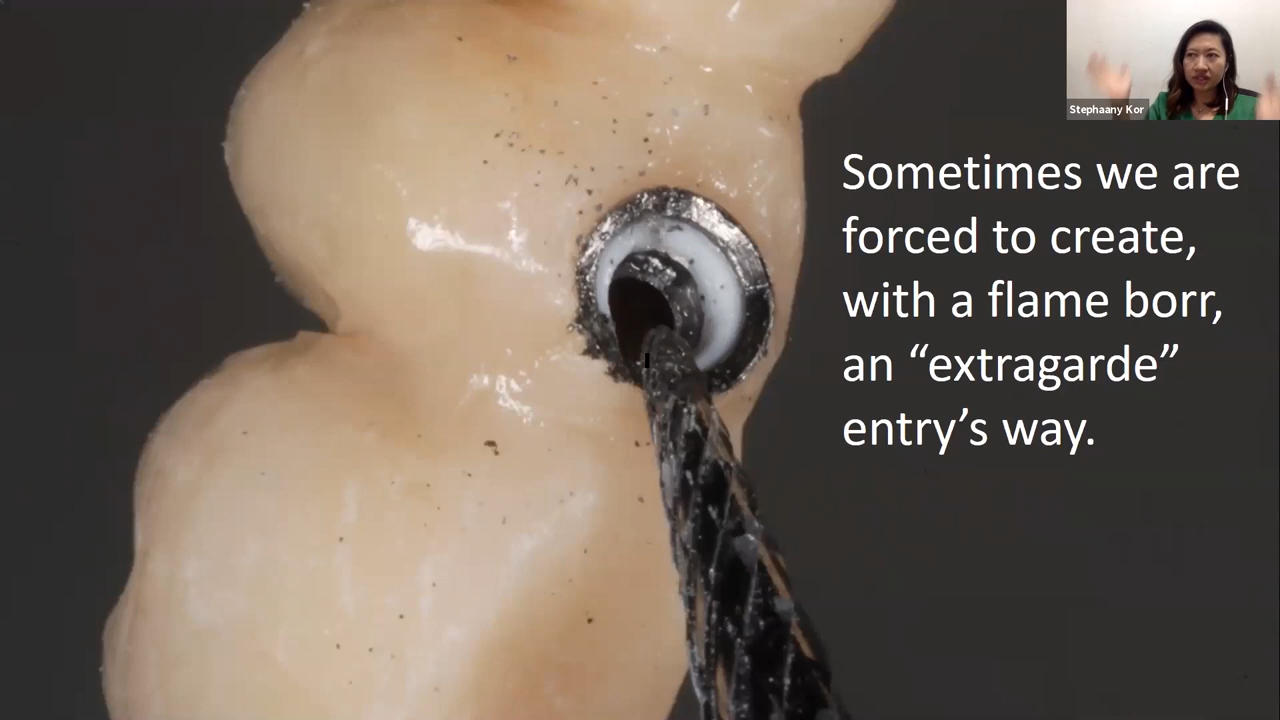 Stephaany Kor
Sometimes we are
forced to create,
with a flame borr,
an “extragarde”
entry’s way.